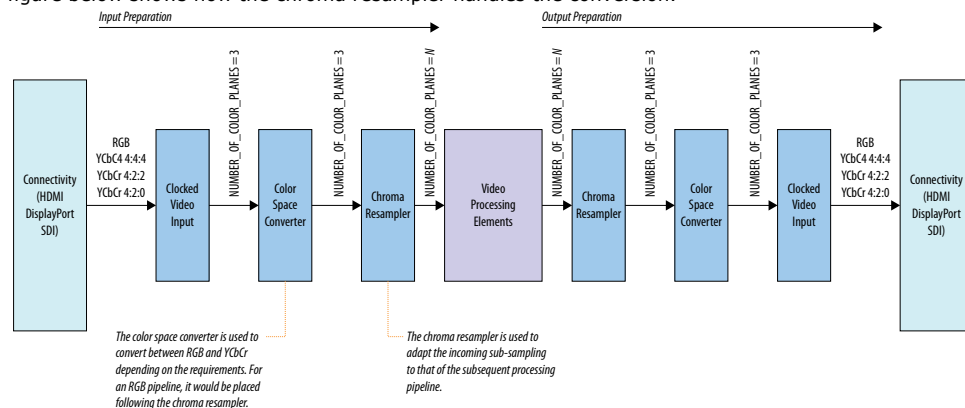 figure below shows how the chroma resampler handles the conversion.
Input Preparation
Output Preparation
Connectivity
(HDMI
DisplayPort
SDI)
RGB
YCbC4 4:4:4
YCbCr 4:2:2
YCbCr 4:2:0
Clocked
Video
Input
NUMBER_OF_COLOR_PLANES = 3
Color
Space
Converter
NUMBER_OF_COLOR_PLANES = 3
Chroma
Resampler
NUMBER_OF_COLOR_PLANES = N
Video
Processing
Elements
NUMBER_OF_COLOR_PLANES = N
Chroma
Resampler
NUMBER_OF_COLOR_PLANES = 3
Color
Space
Converter
NUMBER_OF_COLOR_PLANES = 3
Clocked
Video
Input
RGB
YCbC4 4:4:4
YCbCr 4:2:2
YCbCr 4:2:0
Connectivity
(HDMI
DisplayPort
SDI)
The color space converter is used to
convert between RGB and YCbCr
depending on the requirements. For
an RGB pipeline, it would be placed
following the chroma resampler.
The chroma resampler is used to
adapt the incoming sub-sampling
to that of the subsequent processing
pipeline.